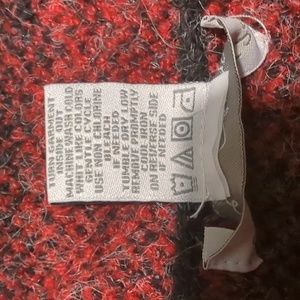 TURN GARMENT
INSIDE OUT
MACHINE WASH COLD
WHIT LIKE COLORS
GENTLE CYCLE
USE NON CHLORINE
BLEACH
IF NEEDED
TUMBLE DRY LOW
REMOVE PROMPTLY
COOL IRON
ON REVERSE SIDE
IF NEEDED